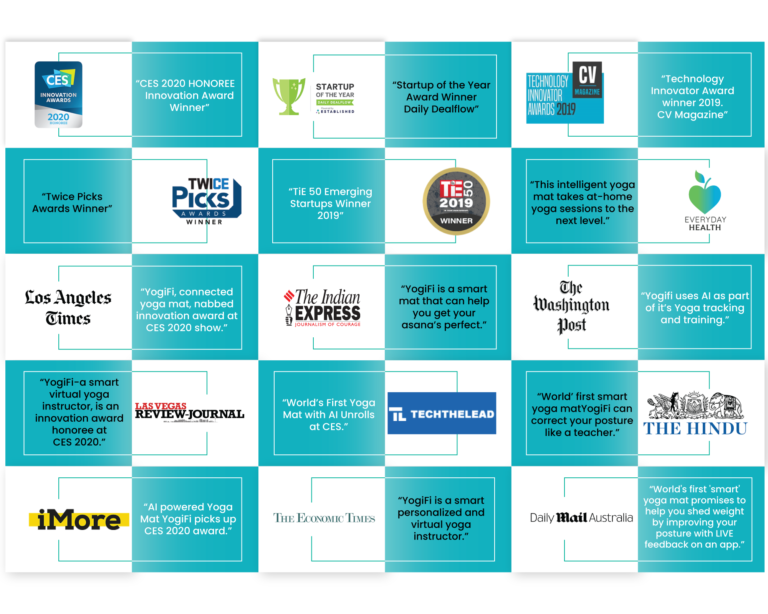 CES
INNOVATION
AWARDS
2020
HONOREE
“CES 2020 HONOREE
Innovation Award
Winner”
STARTUP
OF THE YEAR
DAILY DEALFLOW
ESTABLISHED
“Startup of the Year
Award Winner
Daily Dealflow”
TECHNOLOGY
INNOVATOR
AWARDS 2019
CV
MAGAZINE
“Technology
Innovator Award
winner 2019.
CV Magazine”
“Twice Picks
Awards Winner”
TWICE
PICKS
AWARDS
WINNER
“TiE 50 Emerging
Startups Winner
2019”
TiE50
2019
WINNER
“This intelligent yoga
mat takes at-home
yoga sessions to the
next level.”
EVERYDAY
HEALTH
Los Angeles
Times
“YogiFi, connected
yoga mat, nabbed
innovation award at
CES 2020 show.”
The Indian
EXPRESS
JOURNALISM OF COURAGE
“YogiFi is a smart
mat that can help
you get your
asana’s perfect.”
The
Washington
Post
“Yogifi uses AI as part
of it’s Yoga tracking
and training.”
“YogiFi-a smart
virtual yoga
instructor, is an
innovation award
honoree at
CES 2020.”
LAS VEGAS
REVIEW-JOURNAL
“World’s First Yoga
Mat with AI Unrolls
at CES.”
TL TECHTHELEAD
“World’ first smart
yoga matYogiFi can
correct your posture
like a teacher.”
THE HINDU
iMore
“AI powered Yoga
Mat YogiFi picks up
CES 2020 award.”
THE ECONOMIC TIMES
“YogiFi is a smart
personalized and
virtual yoga
instructor.”
Daily Mail Australia
“World's first 'smart'
yoga mat promises to
help you shed weight
by improving your
posture with LIVE
feedback on an app.”